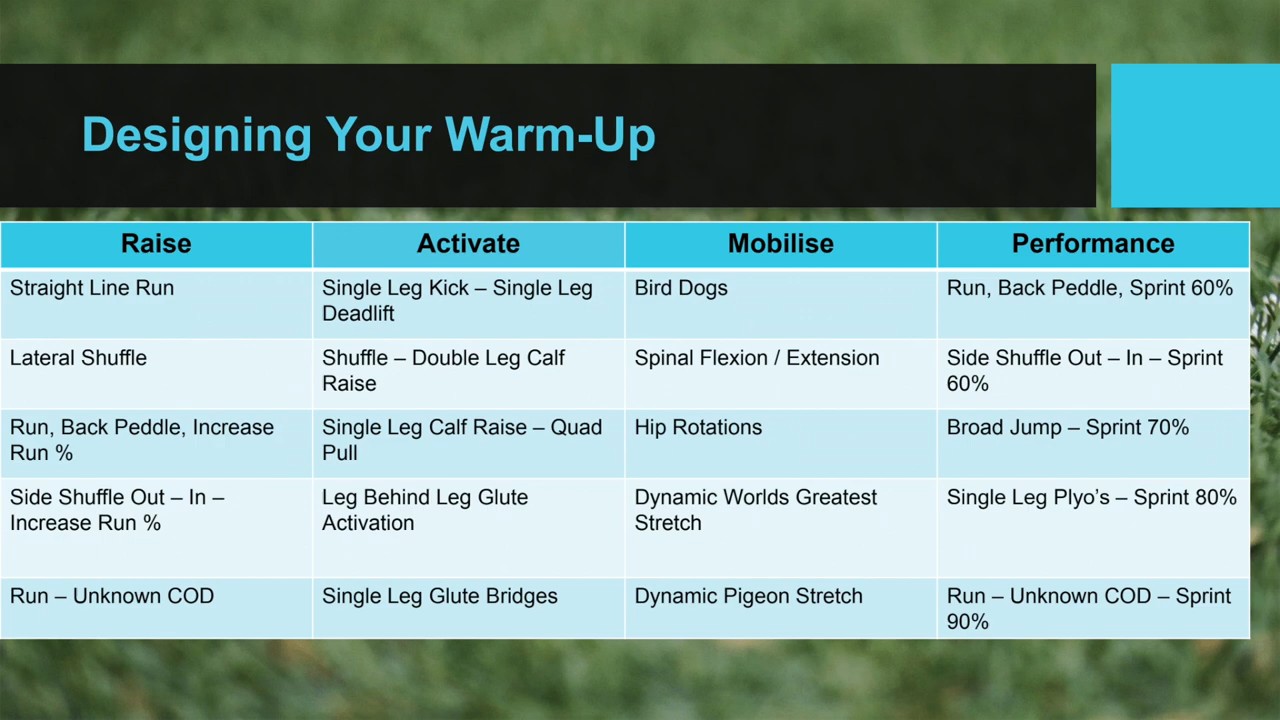 Designing Your Warm-Up
Raise
Activate
Mobilise
Performance
Straight Line Run
Single Leg Kick – Single Leg
Deadlift
Bird Dogs
Run, Back Peddle, Sprint 60%
Lateral Shuffle
Shuffle – Double Leg Calf
Raise
Spinal Flexion / Extension
Side Shuffle Out – In – Sprint
60%
Run, Back Peddle, Increase
Run %
Single Leg Calf Raise – Quad
Pull
Hip Rotations
Broad Jump – Sprint 70%
Side Shuffle Out – In –
Increase Run %
Leg Behind Leg Glute
Activation
Dynamic Worlds Greatest
Stretch
Single Leg Plyo’s – Sprint 80%
Run – Unknown COD
Single Leg Glute Bridges
Dynamic Pigeon Stretch
Run – Unknown COD – Sprint
90%